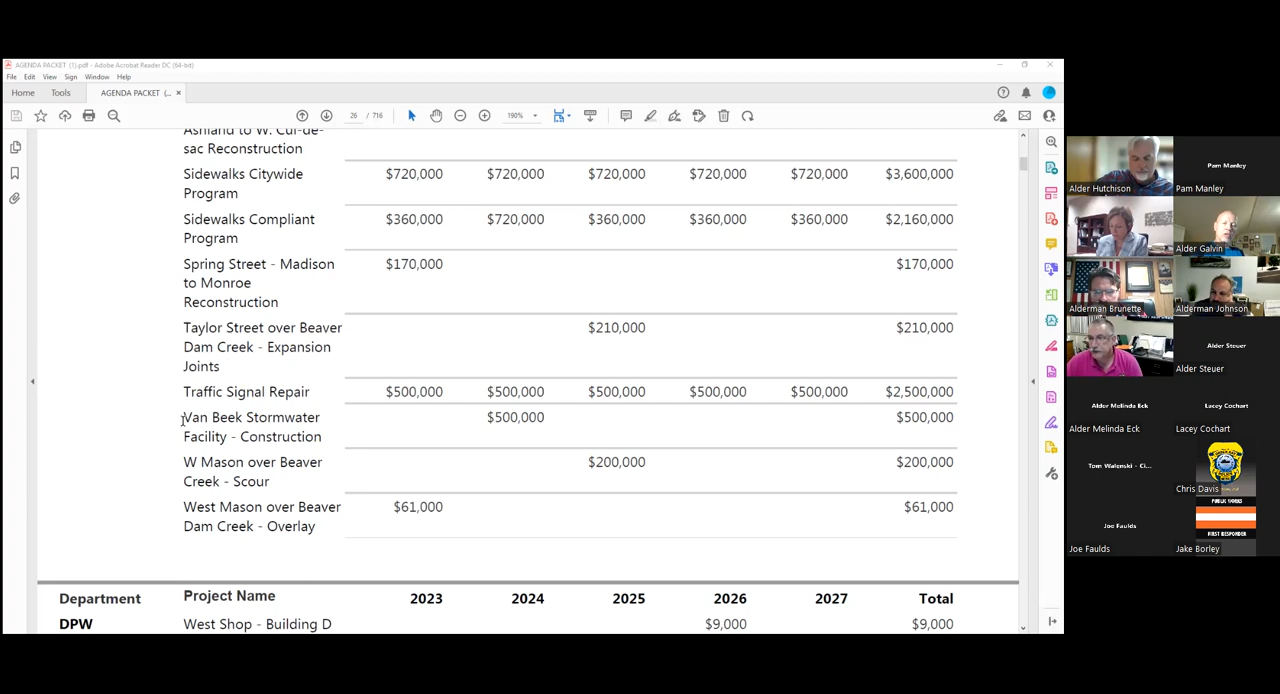 AGENDA PACKET (1).pdf - Adobe Acrobat Reader DC (64-bit)
File Edit View Sign Window Help
Home Tools AGENDA PACKET (... ×
26 / 716 190%
Ashland to W. Cul-de-
sac Reconstruction
Sidewalks Citywide $720,000 $720,000 $720,000 $720,000 $720,000 $3,600,000
Program
Sidewalks Compliant $360,000 $720,000 $360,000 $360,000 $360,000 $2,160,000
Program
Spring Street - Madison $170,000 $170,000
to Monroe
Reconstruction
Taylor Street over Beaver $210,000 $210,000
Dam Creek - Expansion
Joints
Traffic Signal Repair $500,000 $500,000 $500,000 $500,000 $500,000 $2,500,000
Van Beek Stormwater $500,000 $500,000
Facility - Construction
W Mason over Beaver $200,000 $200,000
Creek - Scour
West Mason over Beaver $61,000 $61,000
Dam Creek - Overlay
Department Project Name 2023 2024 2025 2026 2027 Total
DPW West Shop - Building D $9,000 $9,000
Alder Hutchison
Pam Manley
Pam Manley
Alder Galvin
Alderman Brunette
Alderman Johnson
Alder Steuer
Alder Steuer
Alder Melinda Eck
Alder Melinda Eck
Lacey Cochart
Lacey Cochart
Tom Walenski - Ci...
Chris Davis
Joe Faulds
Joe Faulds
PUBLIC WORKS
FIRST RESPONDER
Jake Borley